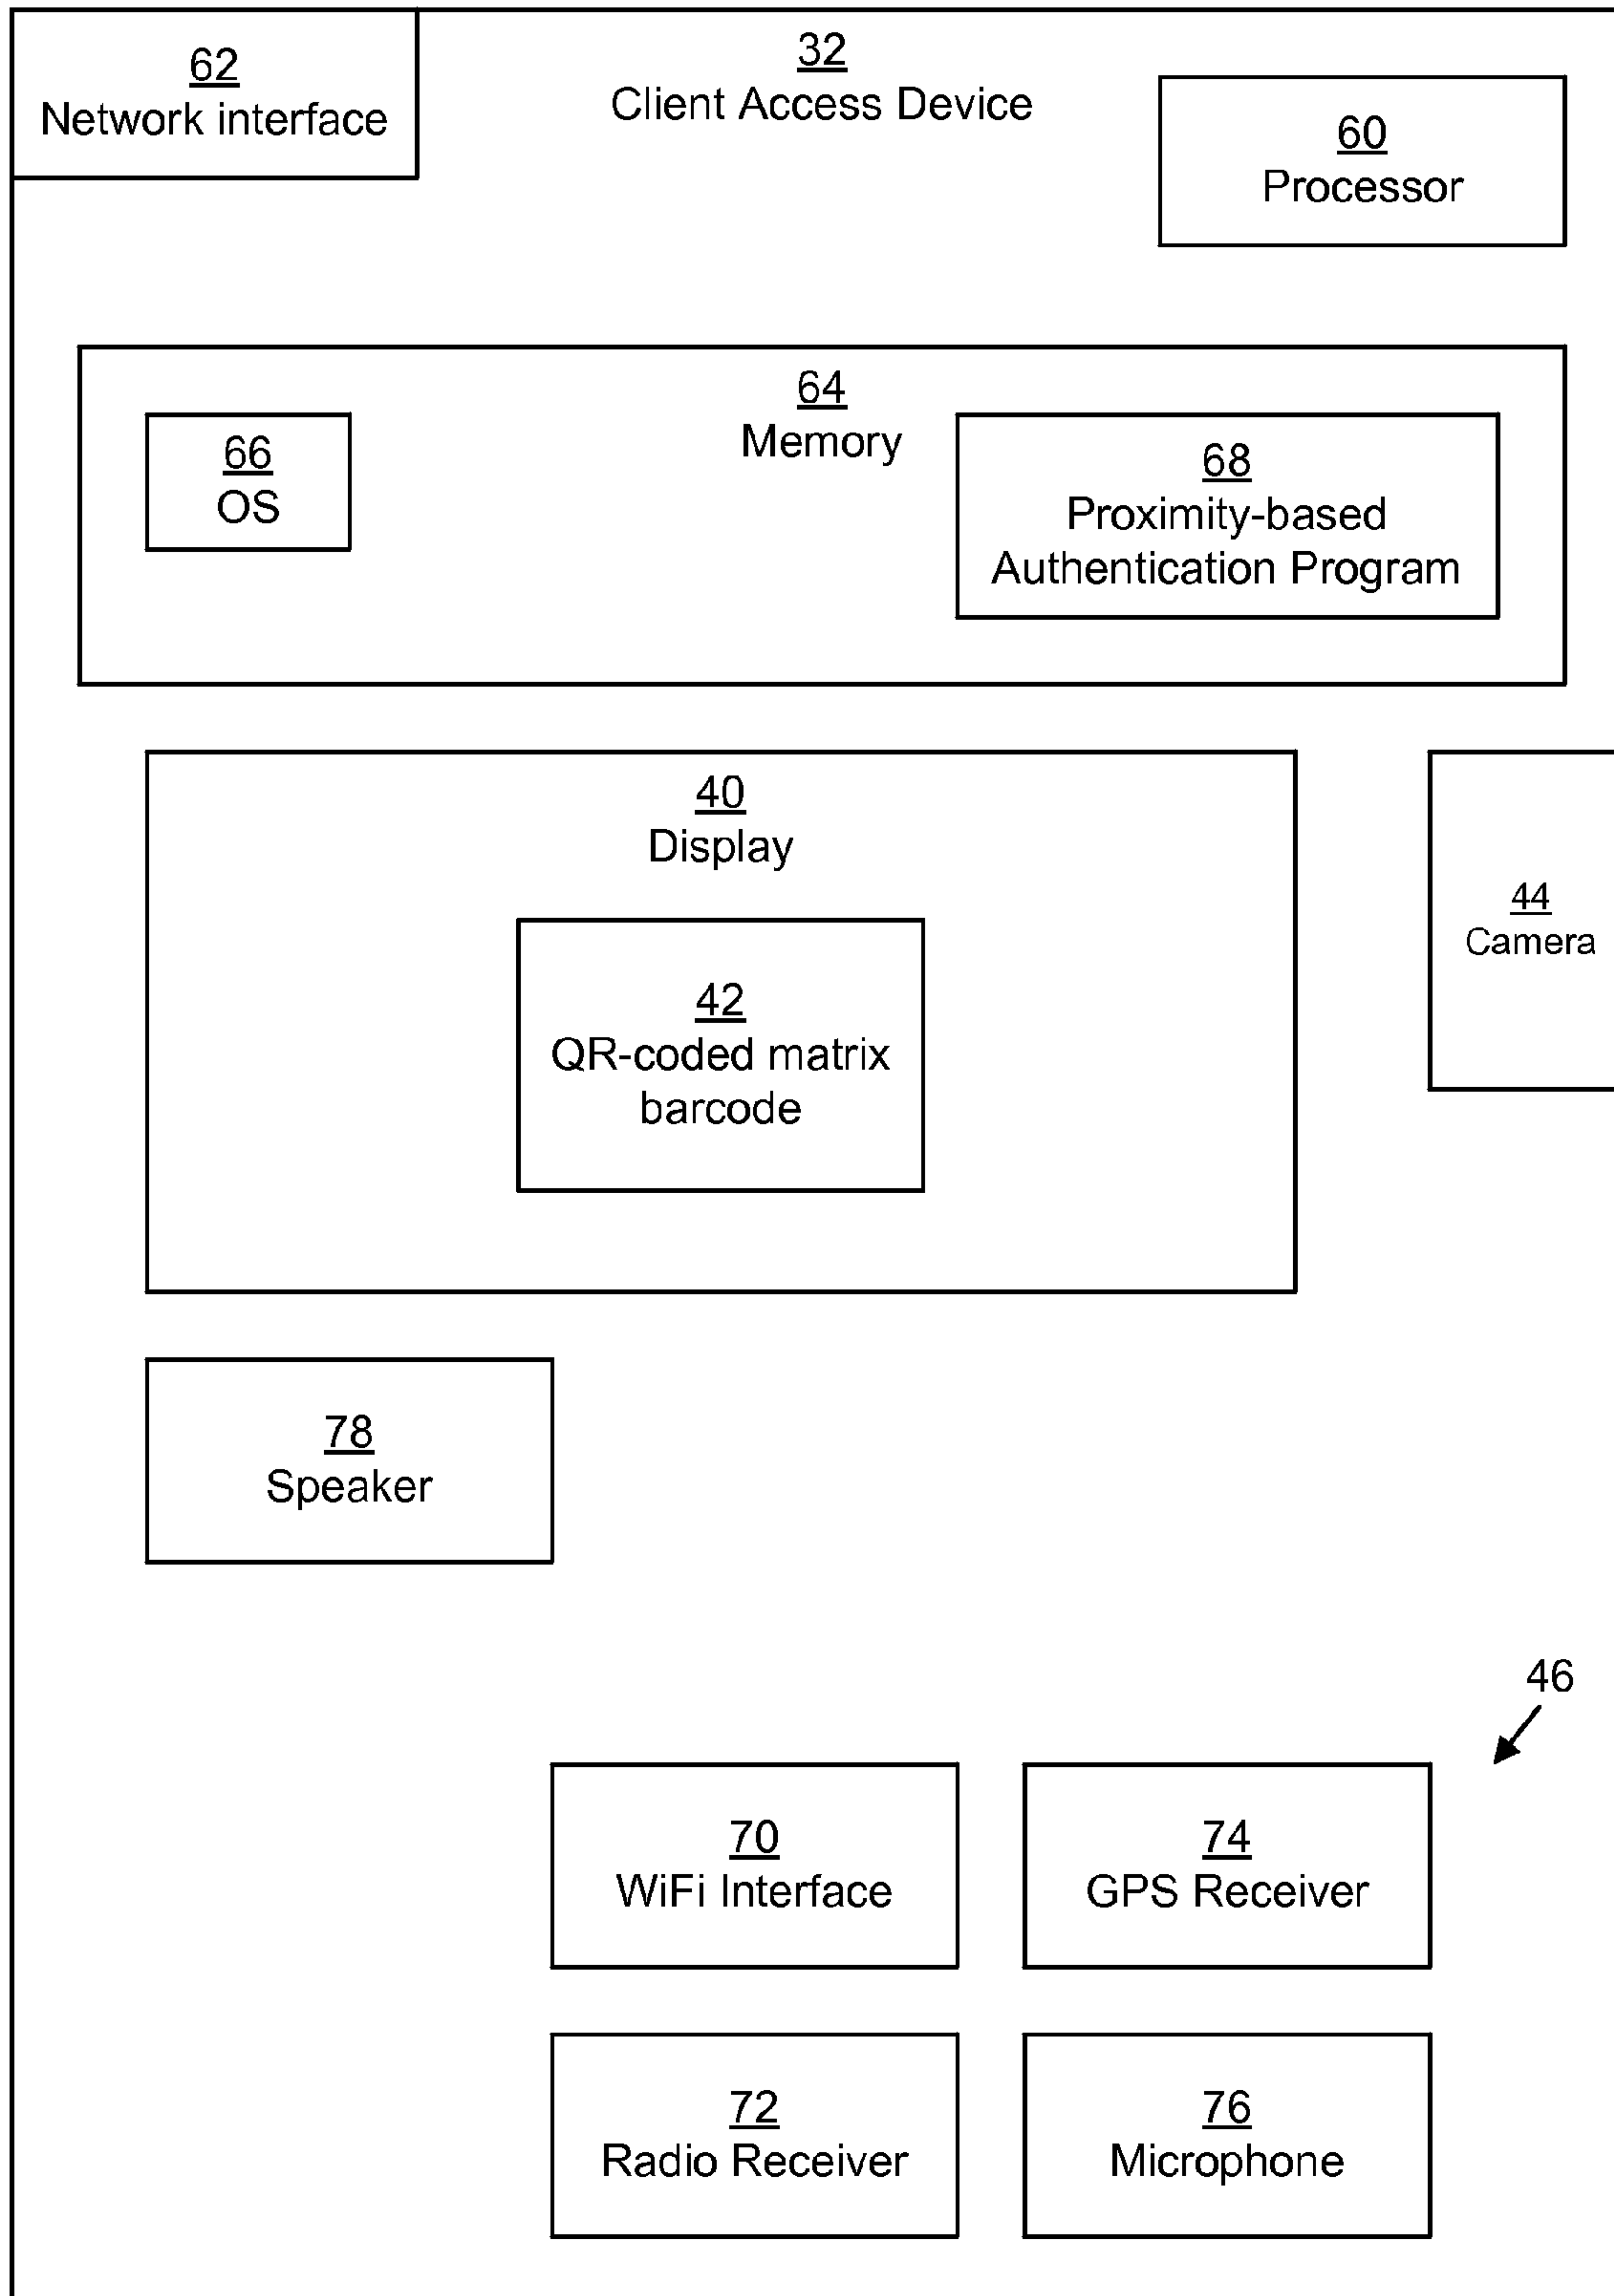 62
Network interface
32
Client Access Device
60
Processor
64
Memory
66
OS
68
Proximity-based
Authentication Program
40
Display
42
QR-coded matrix
barcode
44
Camera
78
Speaker
46
70
WiFi Interface
74
GPS Receiver
72
Radio Receiver
76
Microphone